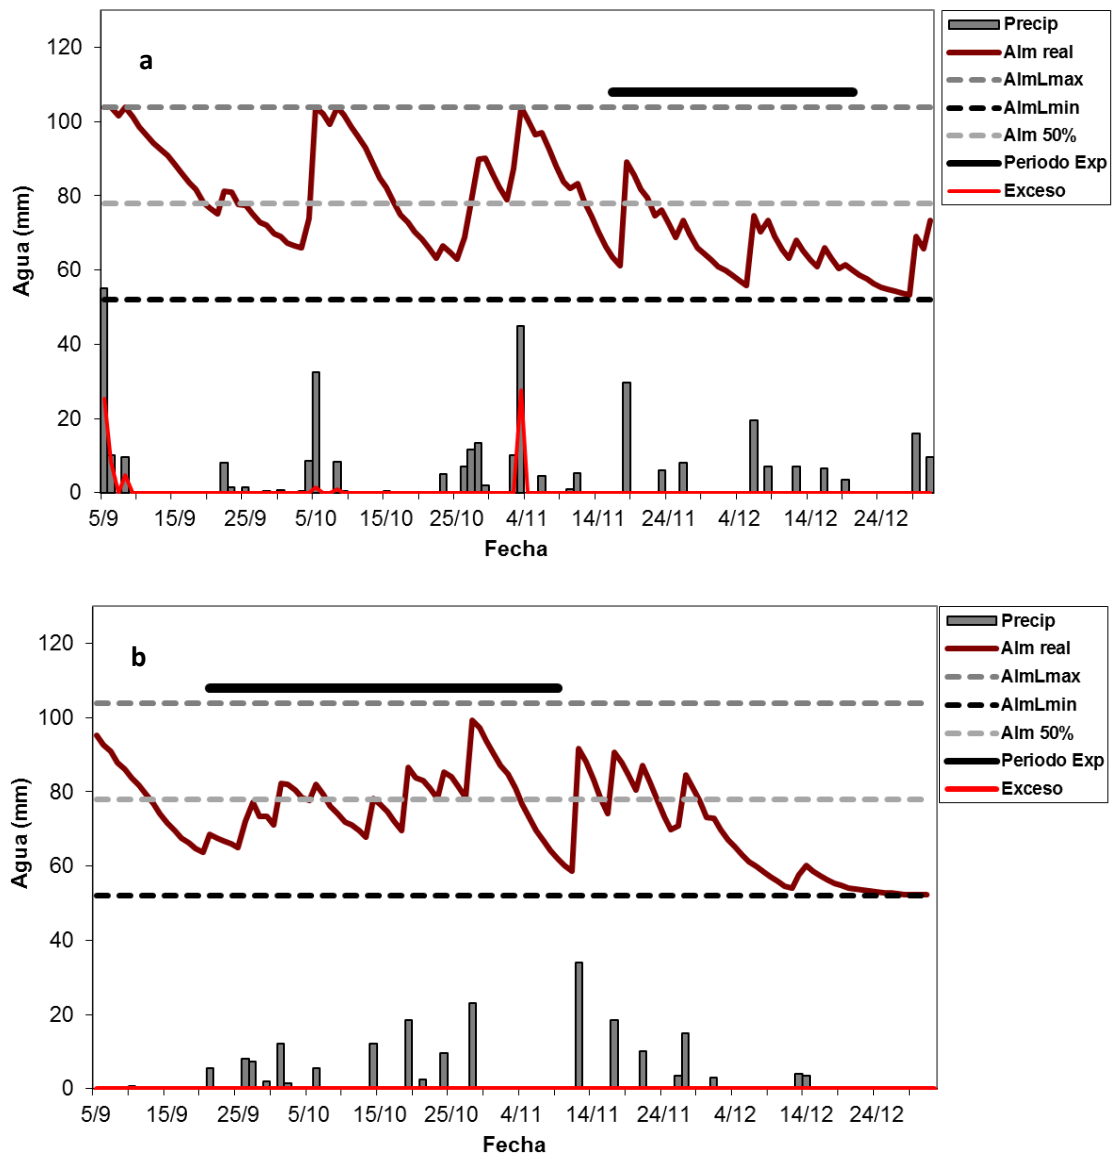 a
Agua (mm)
120
100
80
60
40
20
0
5/9 15/9 25/9 5/10 15/10 25/10 4/11 14/11 24/11 4/12 14/12 24/12
Fecha
Precip
Alm real
AlmLmax
AlmLmin
Alm 50%
Periodo Exp
Exceso
b
Agua (mm)
120
100
80
60
40
20
0
5/9 15/9 25/9 5/10 15/10 25/10 4/11 14/11 24/11 4/12 14/12 24/12
Fecha
Precip
Alm real
AlmLmax
AlmLmin
Alm 50%
Periodo Exp
Exceso